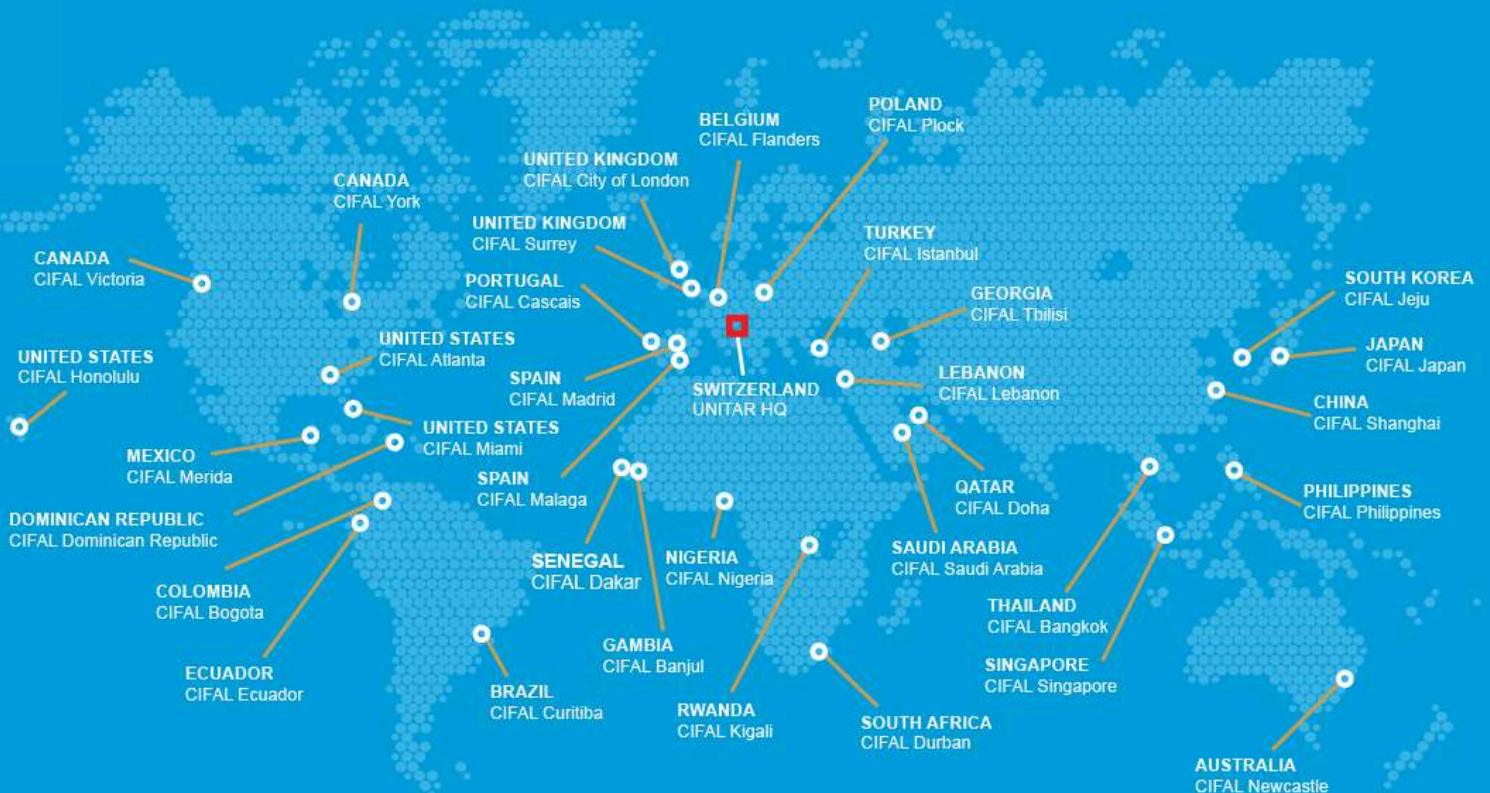 POLAND
CIFAL Plock
BELGIUM
CIFAL Flanders
UNITED KINGDOM
CIFAL City of London
CANADA
CIFAL York
UNITED KINGDOM
CIFAL Surrey
TURKEY
CIFAL Istanbul
CANADA
CIFAL Victoria
PORTUGAL
CIFAL Cascais
SOUTH KOREA
CIFAL Jeju
GEORGIA
CIFAL Tbilisi
UNITED STATES
CIFAL Atlanta
JAPAN
CIFAL Japan
UNITED STATES
CIFAL Honolulu
SPAIN
CIFAL Madrid
SWITZERLAND
UNITAR HQ
LEBANON
CIFAL Lebanon
CHINA
CIFAL Shanghai
UNITED STATES
CIFAL Miami
MEXICO
CIFAL Merida
SPAIN
CIFAL Malaga
QATAR
CIFAL Doha
PHILIPPINES
CIFAL Philippines
DOMINICAN REPUBLIC
CIFAL Dominican Republic
SENEGAL
CIFAL Dakar
NIGERIA
CIFAL Nigeria
SAUDI ARABIA
CIFAL Saudi Arabia
COLOMBIA
CIFAL Bogota
THAILAND
CIFAL Bangkok
GAMBIA
CIFAL Banjul
ECUADOR
CIFAL Ecuador
SINGAPORE
CIFAL Singapore
BRAZIL
CIFAL Curitiba
RWANDA
CIFAL Kigali
SOUTH AFRICA
CIFAL Durban
AUSTRALIA
CIFAL Newcastle